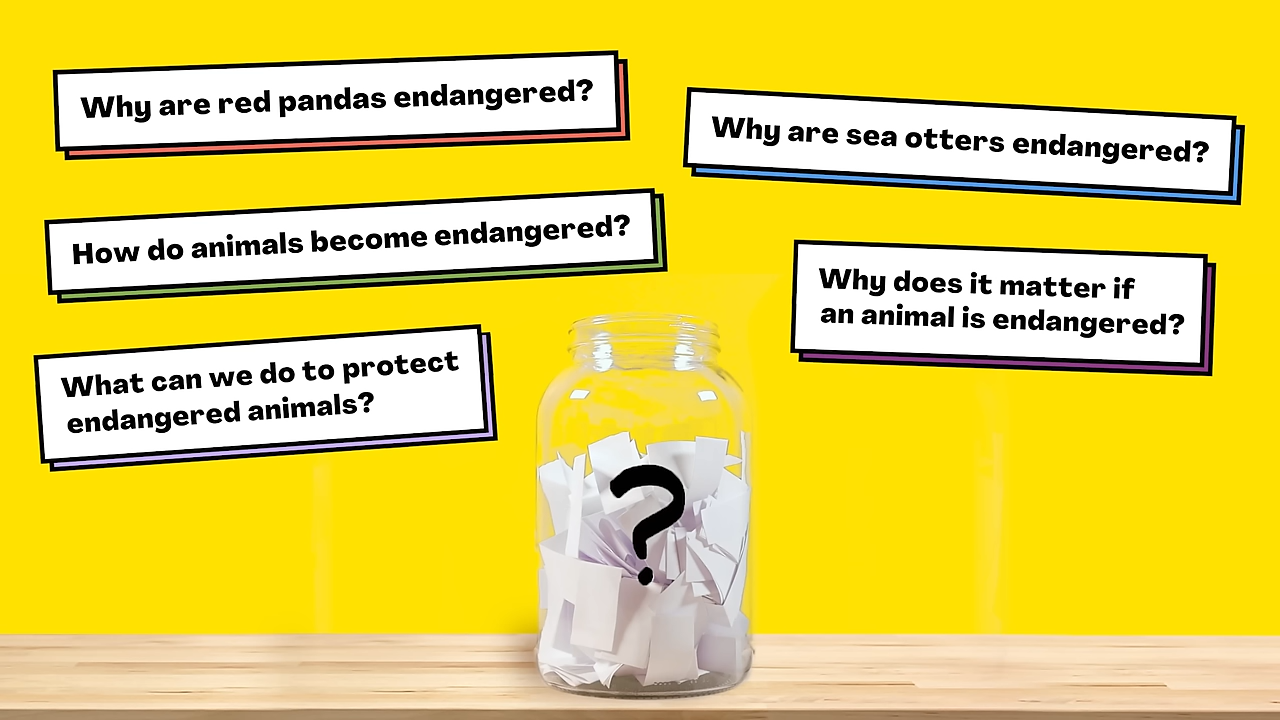 Why are red pandas endangered?
Why are sea otters endangered?
How do animals become endangered?
Why does it matter if
an animal is endangered?
What can we do to protect
endangered animals?
?